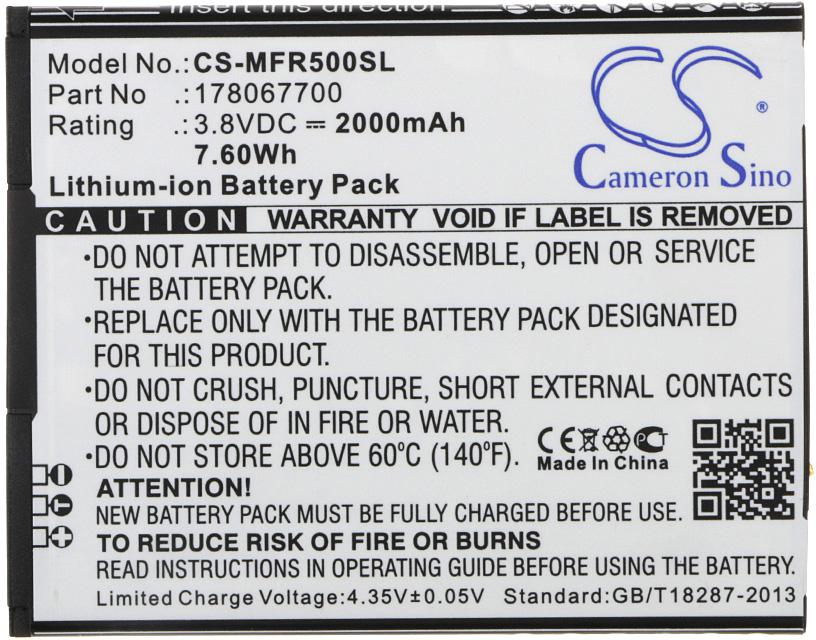 Insert this direction
Model No.:CS-MFR500SL
Part No .:178067700
Rating .:3.8VDC ⎓ 2000mAh
7.60Wh
Lithium-ion Battery Pack
Cameron Sino
®
CAUTION WARRANTY VOID IF LABEL IS REMOVED
·DO NOT ATTEMPT TO DISASSEMBLE, OPEN OR SERVICE
THE BATTERY PACK.
·REPLACE ONLY WITH THE BATTERY PACK DESIGNATED
FOR THIS PRODUCT.
·DO NOT CRUSH, PUNCTURE, SHORT EXTERNAL CONTACTS
OR DISPOSE OF IN FIRE OR WATER.
·DO NOT STORE ABOVE 60°C (140°F).
CE PCT
Made In China
ATTENTION!
NEW BATTERY PACK MUST BE FULLY CHARGED BEFORE USE.
TO REDUCE RISK OF FIRE OR BURNS
READ INSTRUCTIONS IN OPERATING GUIDE BEFORE USING THE BATTERY.
Limited Charge Voltage:4.35V±0.05V Standard:GB/T18287-2013